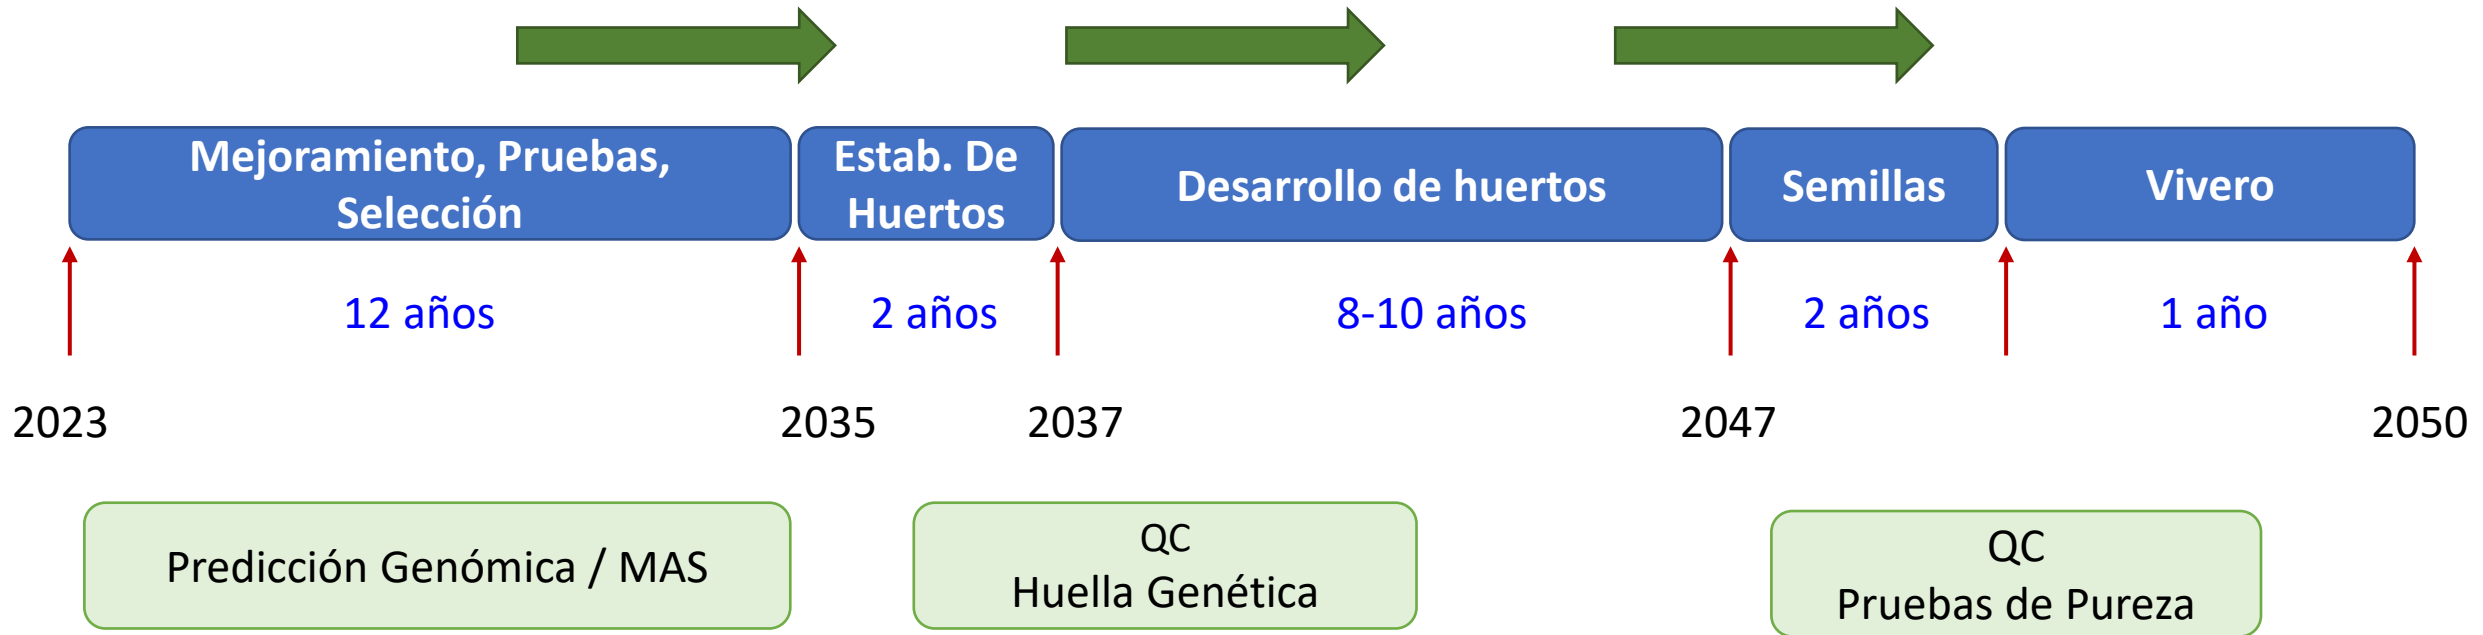 Mejoramiento, Pruebas,
Selección
Estab. De
Huertos
Desarrollo de huertos
Semillas
Vivero
12 años
2 años
8-10 años
2 años
1 año
2023
2035
2037
2047
2050
Predicción Genómica / MAS
QC
Huella Genética
QC
Pruebas de Pureza